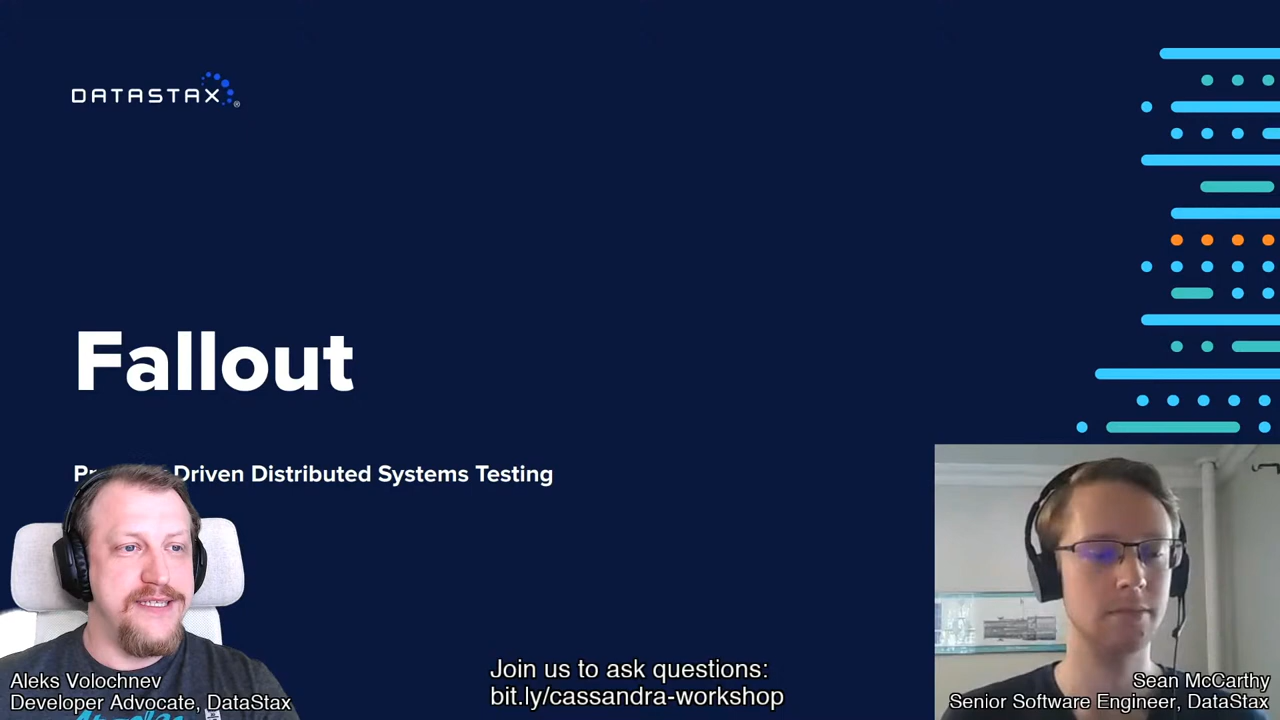 DATASTAX®
Fallout
Driven Distributed Systems Testing
Join us to ask questions:
bit.ly/cassandra-workshop
Aleks Volochnev
Developer Advocate, DataStax
Sean McCarthy
Senior Software Engineer, DataStax